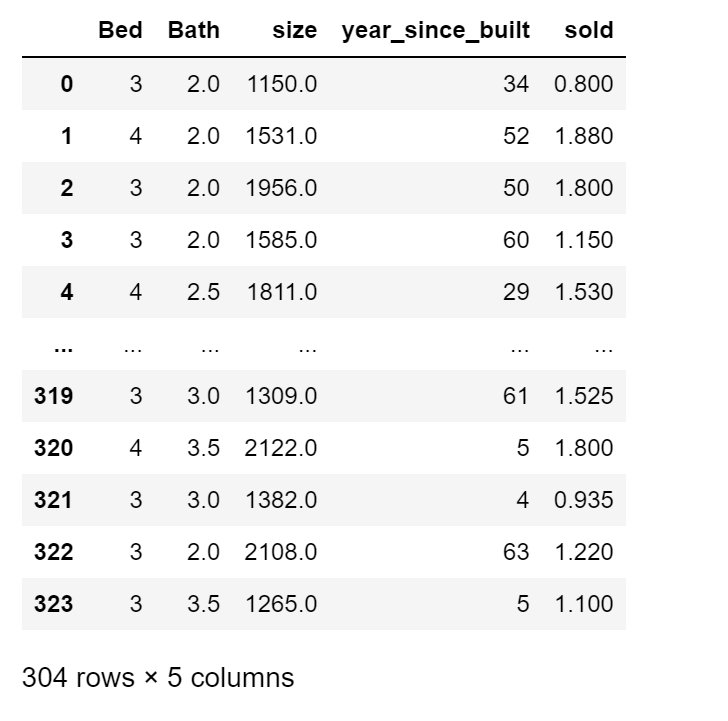 Bed Bath size year_since_built sold
0 3 2.0 1150.0 34 0.800
1 4 2.0 1531.0 52 1.880
2 3 2.0 1956.0 50 1.800
3 3 2.0 1585.0 60 1.150
4 4 2.5 1811.0 29 1.530
... ... ... ... ... ...
319 3 3.0 1309.0 61 1.525
320 4 3.5 2122.0 5 1.800
321 3 3.0 1382.0 4 0.935
322 3 2.0 2108.0 63 1.220
323 3 3.5 1265.0 5 1.100
304 rows × 5 columns